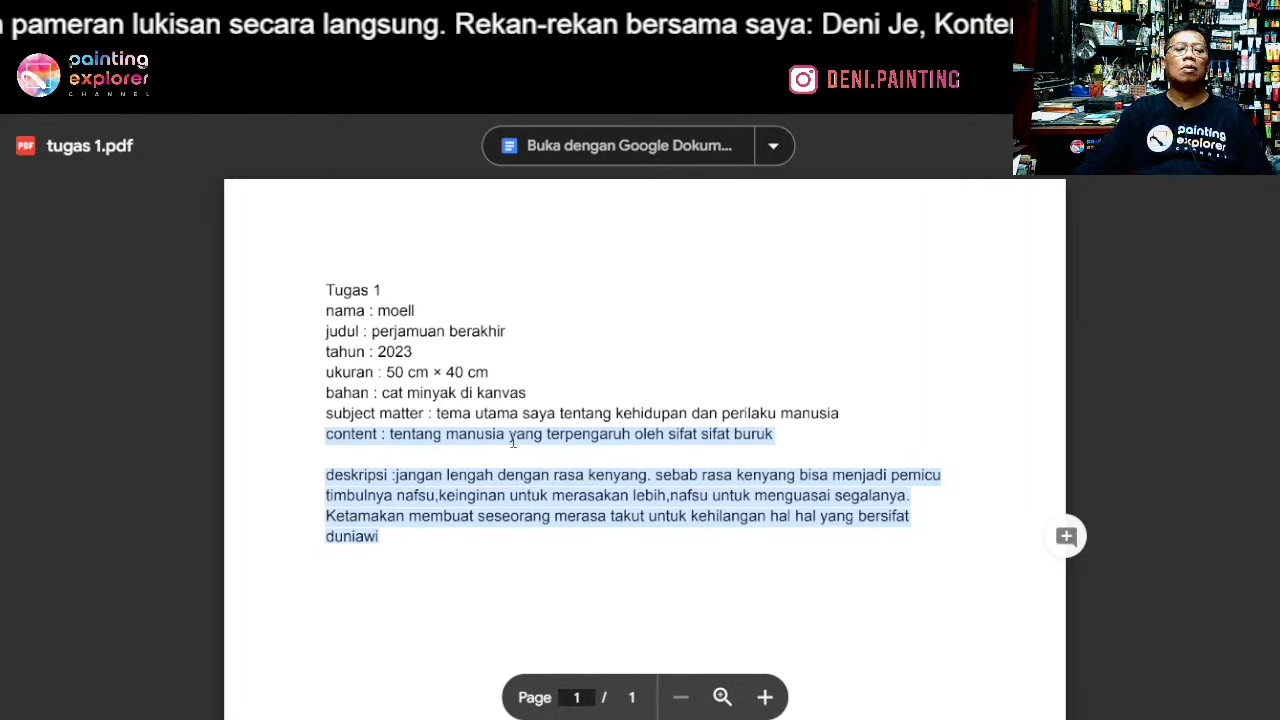 pameran lukisan secara langsung. Rekan-rekan bersama saya: Deni Je, Konten
painting
explorer
CHANNEL
DENI.PAINTING
painting
explorer
CHANNEL
PDF
tugas 1.pdf
Buka dengan Google Dokum...
Tugas 1
nama : moell
judul : perjamuan berakhir
tahun : 2023
ukuran : 50 cm × 40 cm
bahan : cat minyak di kanvas
subject matter : tema utama saya tentang kehidupan dan perilaku manusia
content : tentang manusia yang terpengaruh oleh sifat sifat buruk
deskripsi :jangan lengah dengan rasa kenyang. sebab rasa kenyang bisa menjadi pemicu
timbulnya nafsu,keinginan untuk merasakan lebih,nafsu untuk menguasai segalanya.
Ketamakan membuat seseorang merasa takut untuk kehilangan hal hal yang bersifat
duniawi
Page 1 / 1